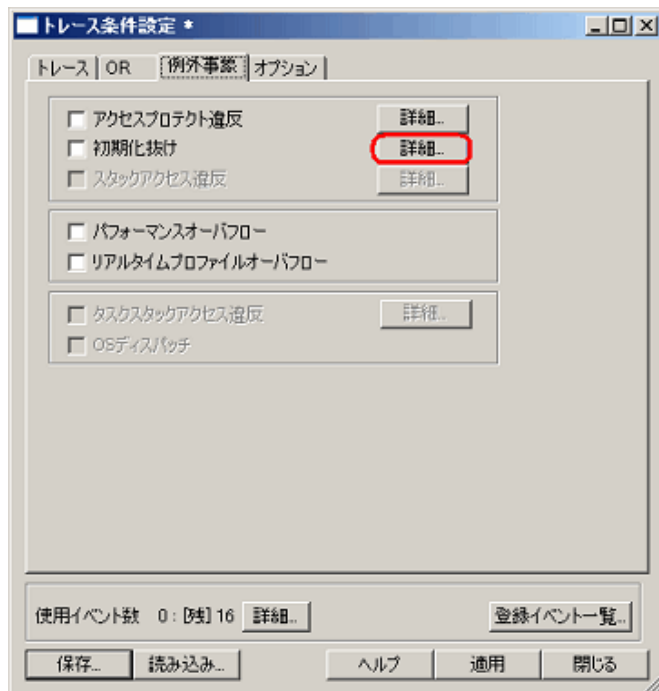 トレース条件設定 *
トレース OR 例外事象 オプション
アクセスプロテクト違反 詳細...
初期化抜け 詳細...
スタックアクセス違反 詳細...
パフォーマンスオーバフロー
リアルタイムプロファイルオーバフロー
タスクスタックアクセス違反 詳細...
OSディスパッチ
使用イベント数 0 : [残] 16 詳細... 登録イベント一覧...
保存... 読み込み... ヘルプ 適用 閉じる